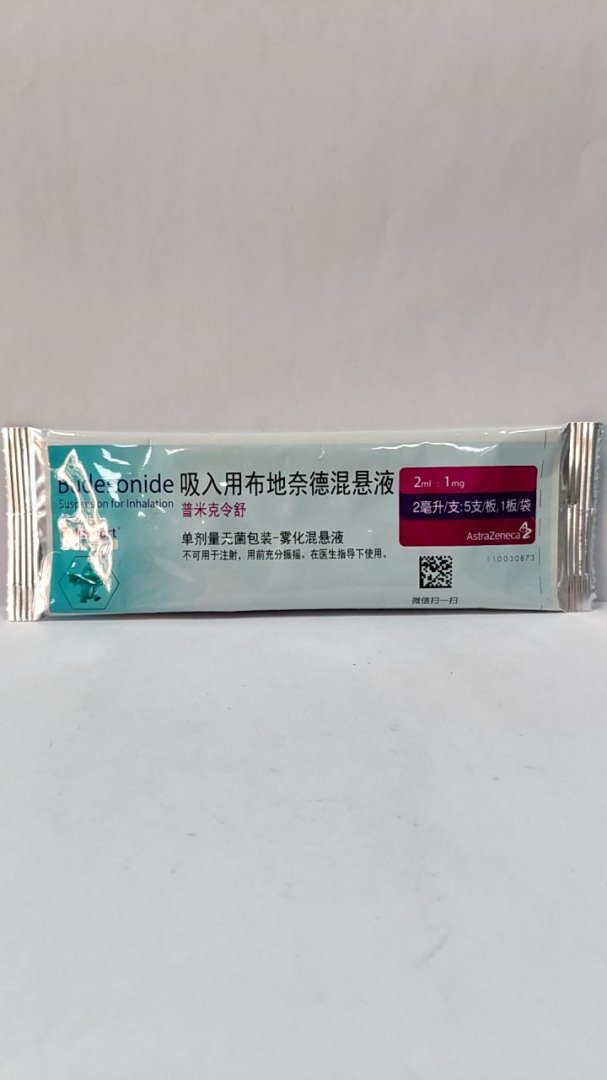 吸入用布地奈德混悬液
Suspension for Inhalation
普米克令舒
单剂量无菌包装-雾化混悬液
不可用于注射，用前充分振摇。在医生指导下使用。
2ml : 1mg
2毫升/支:5支/板,1板/袋
AstraZeneca
110030873
微信扫一扫